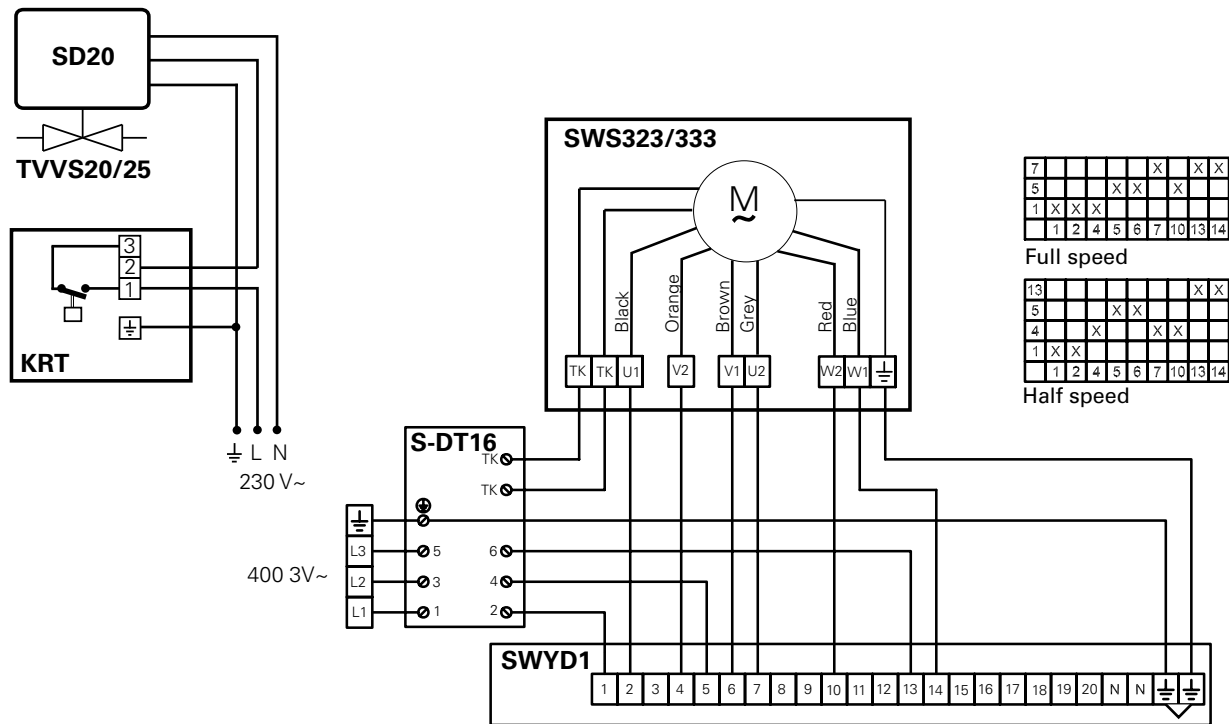 SD20
TVVS20/25
3
2
1
KRT
L N
230 V~
SWS323/333
M
~
Black
Orange
Brown
Grey
Red
Blue
TK TK U1 V2 V1 U2 W2 W1
7 X X X
5 X X X
1 X X X
1 2 4 5 6 7 10 13 14
Full speed
13 X X
5 X X
4 X X X
1 X X
1 2 4 5 6 7 10 13 14
Half speed
S-DT16
TK
TK
L3 5 6
400 3V~
L2 3 4
L1 1 2
SWYD1
1 2 3 4 5 6 7 8 9 10 11 12 13 14 15 16 17 18 19 20 N N